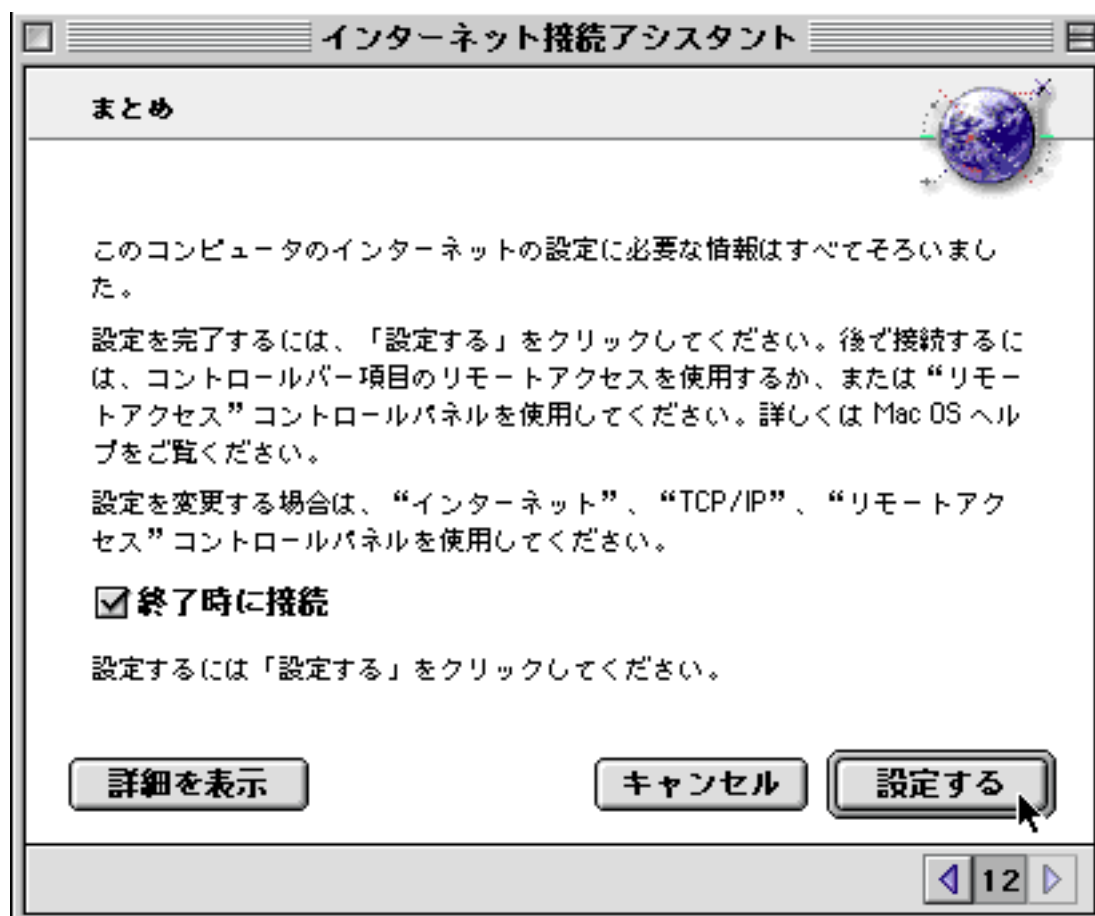 インターネット接続アシスタント
まとめ
このコンピュータのインターネットの設定に必要な情報はすべてそろいまし
た。
設定を完了するには、「設定する」をクリックしてください。後で接続するに
は、コントロールバー項目のリモートアクセスを使用するか、または“リモー
トアクセス”コントロールパネルを使用してください。詳しくは Mac OS ヘル
プをご覧ください。
設定を変更する場合は、“インターネット”、“TCP/IP”、“リモートアク
セス”コントロールパネルを使用してください。
終了時に接続
設定するには「設定する」をクリックしてください。
詳細を表示 キャンセル 設定する
12